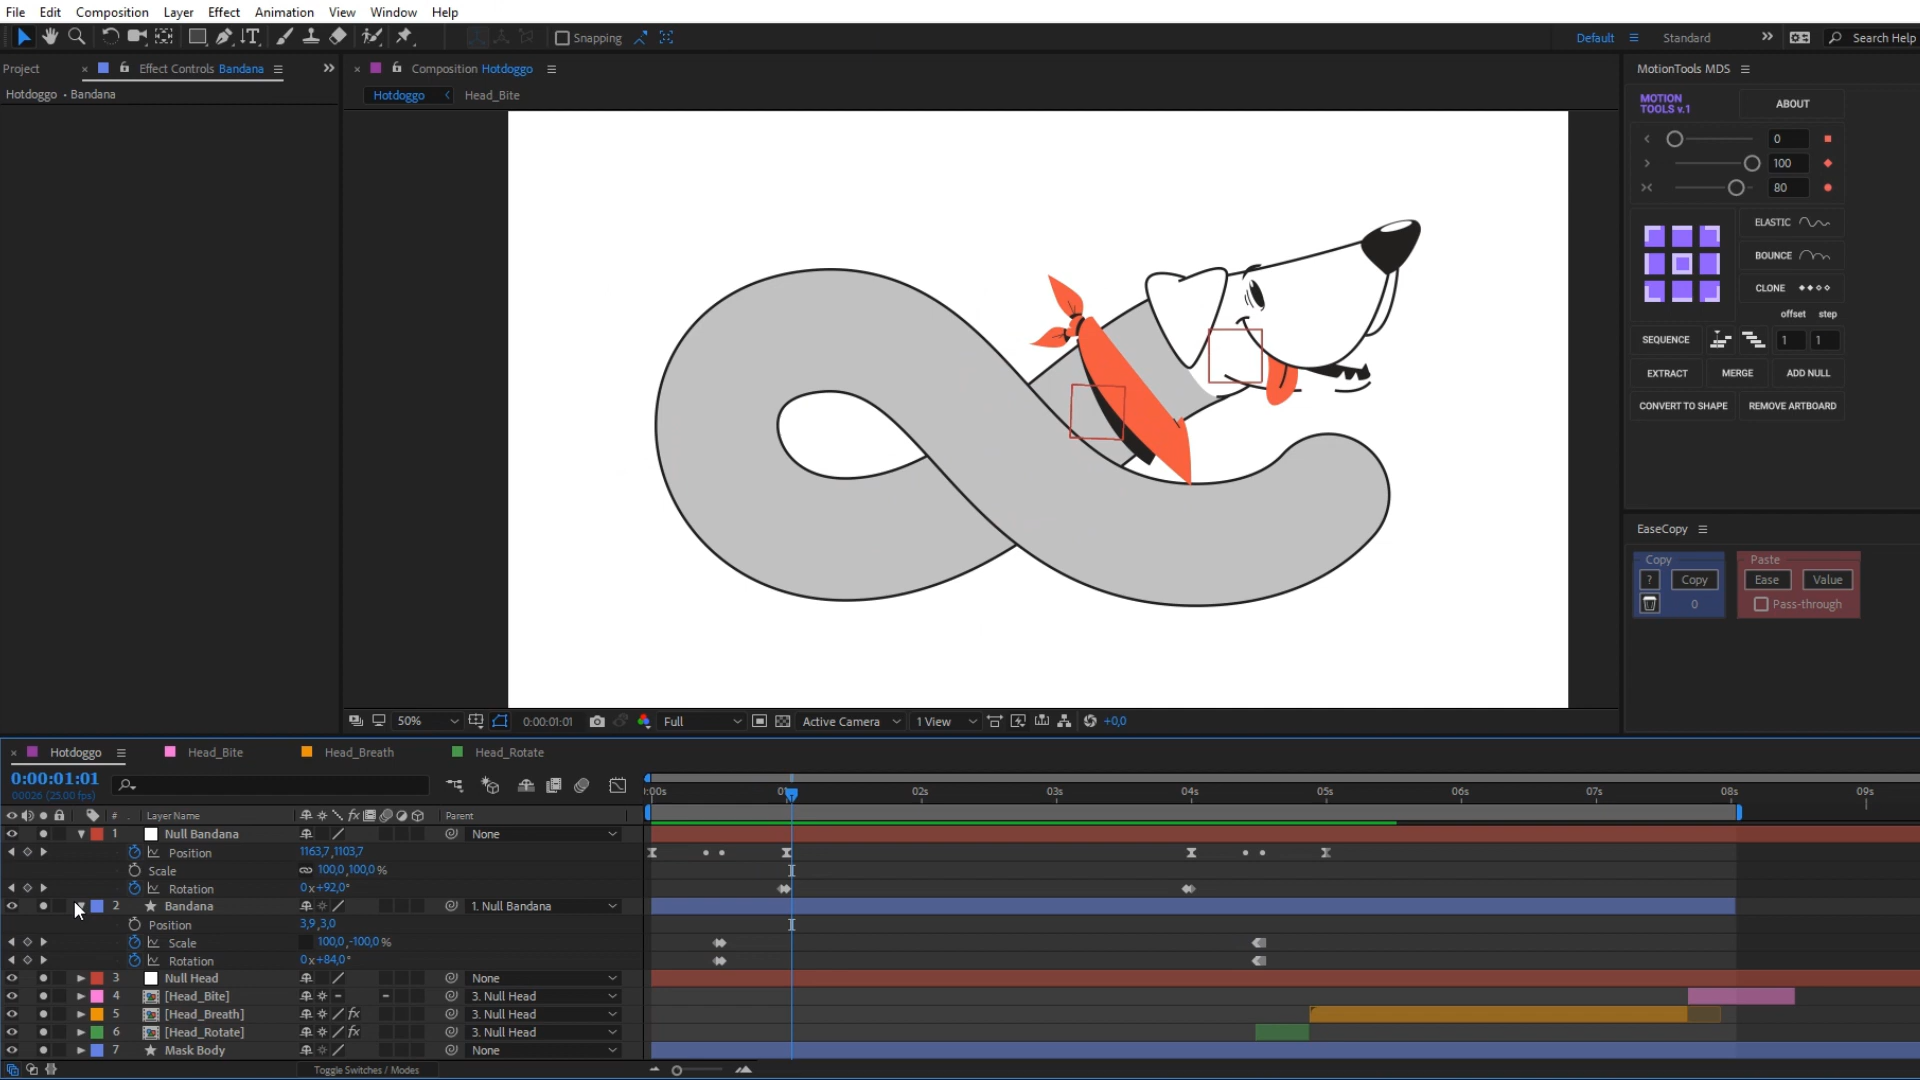 File Edit Composition Layer Effect Animation View Window Help
Snapping
Default Standard Search Help
Project Effect Controls Bandana
Hotdoggo • Bandana
Composition Hotdoggo
Hotdoggo Head_Bite
MotionTools MDS
MOTION TOOLS v.1
ABOUT
0
100
80
ELASTIC
BOUNCE
CLONE
offset step
SEQUENCE 1 1
EXTRACT MERGE ADD NULL
CONVERT TO SHAPE REMOVE ARTBOARD
EaseCopy
Copy Paste
? Copy Ease Value
0 Pass-through
50% 0:00:01:01 Full Active Camera 1 View +0,0
Hotdoggo Head_Bite Head_Breath Head_Rotate
0:00:01:01
00026 (25.00 fps)
:00s 02s 03s 04s 05s 06s 07s 08s 09s
# Layer Name fx Parent
1 Null Bandana None
Position 1163,7,1103,7
Scale 100,0,100,0 %
Rotation 0x+92,0°
2 Bandana 1. Null Bandana
Position 3,9,3,0
Scale 100,0,-100,0 %
Rotation 0x+84,0°
3 Null Head None
4 [Head_Bite] 3. Null Head
5 [Head_Breath] fx 3. Null Head
6 [Head_Rotate] fx 3. Null Head
7 Mask Body None
Toggle Switches / Modes